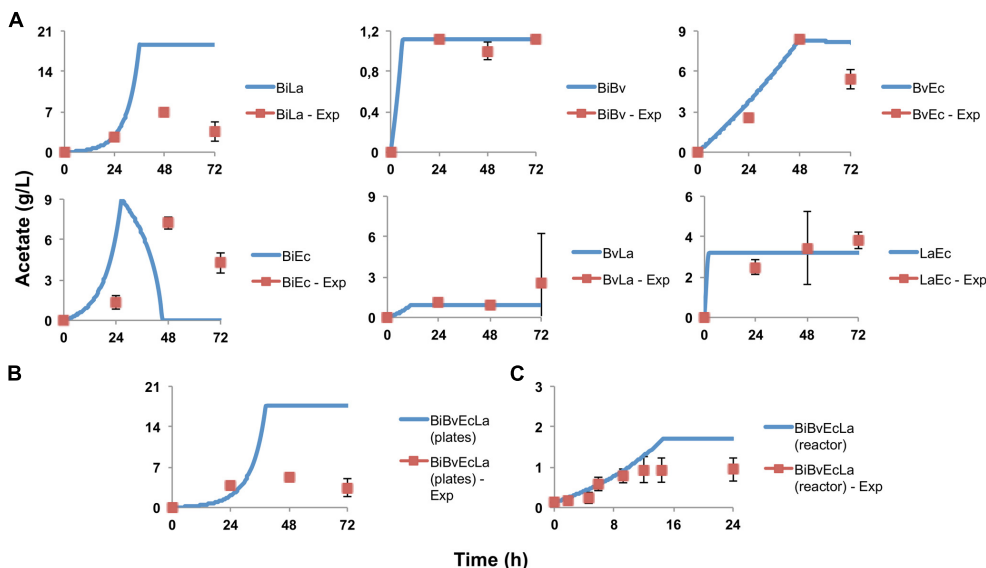 A
Acetate (g/L)
21
14
7
0
0 24 48 72
BiLa
BiLa - Exp
1,2
0,8
0,4
0
0 24 48 72
BiBv
BiBv - Exp
9
6
3
0
0 24 48 72
BvEc
BvEc - Exp
9
6
3
0
0 24 48 72
BiEc
BiEc - Exp
9
6
3
0
0 24 48 72
BvLa
BvLa - Exp
6
4
2
0
0 24 48 72
LaEc
LaEc - Exp
B
21
14
7
0
0 24 48 72
BiBvEcLa
(plates)
BiBvEcLa
(plates) -
Exp
C
3
2
1
0
0 8 16 24
BiBvEcLa
(reactor)
BiBvEcLa
(reactor) - Exp
Time (h)